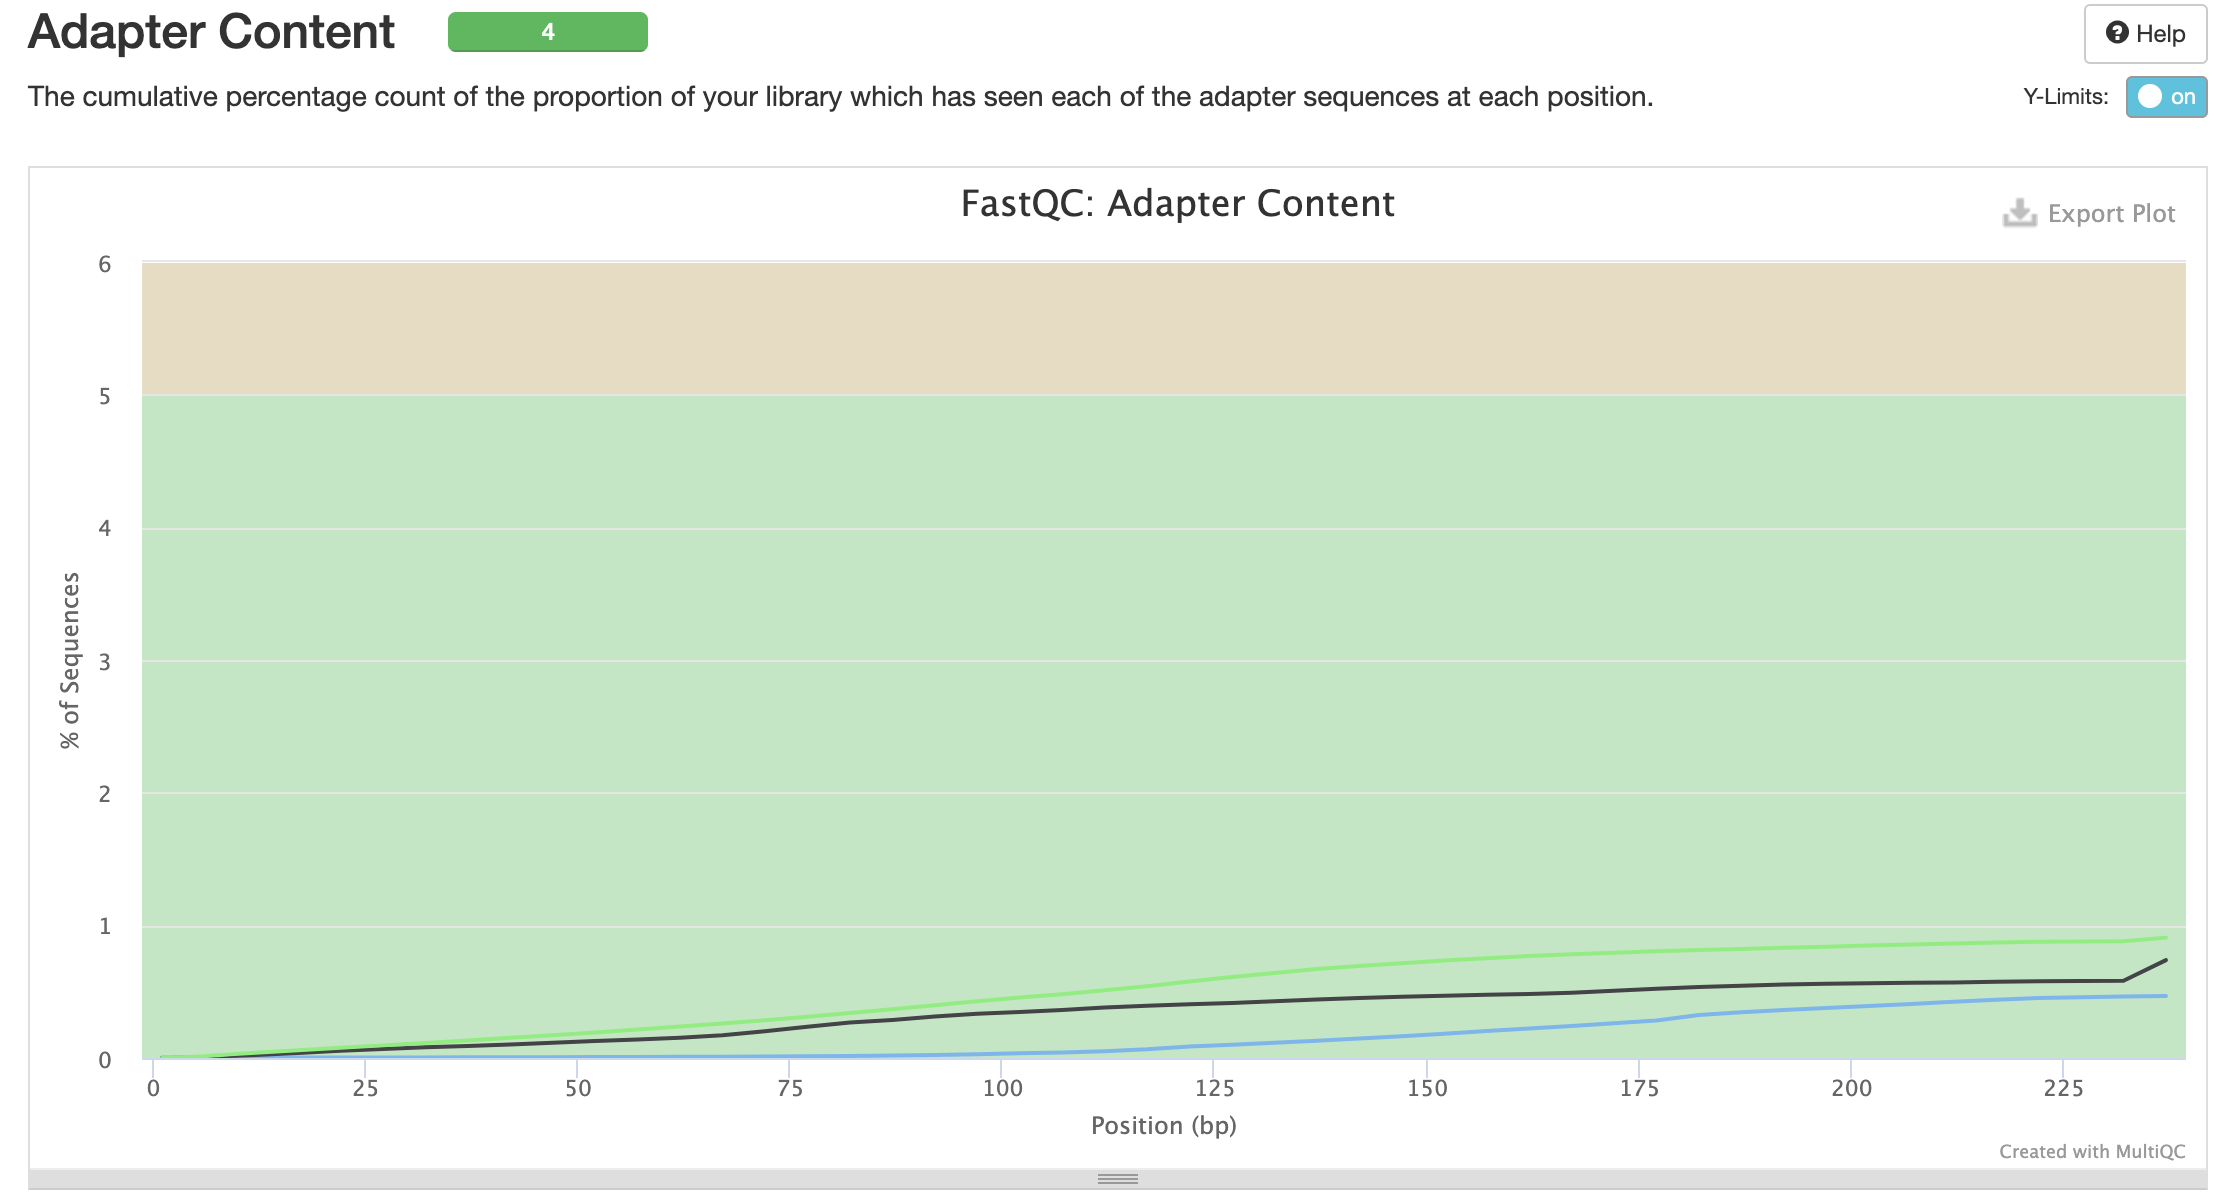 Adapter Content
4
Help
The cumulative percentage count of the proportion of your library which has seen each of the adapter sequences at each position.
Y-Limits:
on
FastQC: Adapter Content
Export Plot
6
5
4
3
2
1
0
% of Sequences
0 25 50 75 100 125 150 175 200 225
Position (bp)
Created with MultiQC